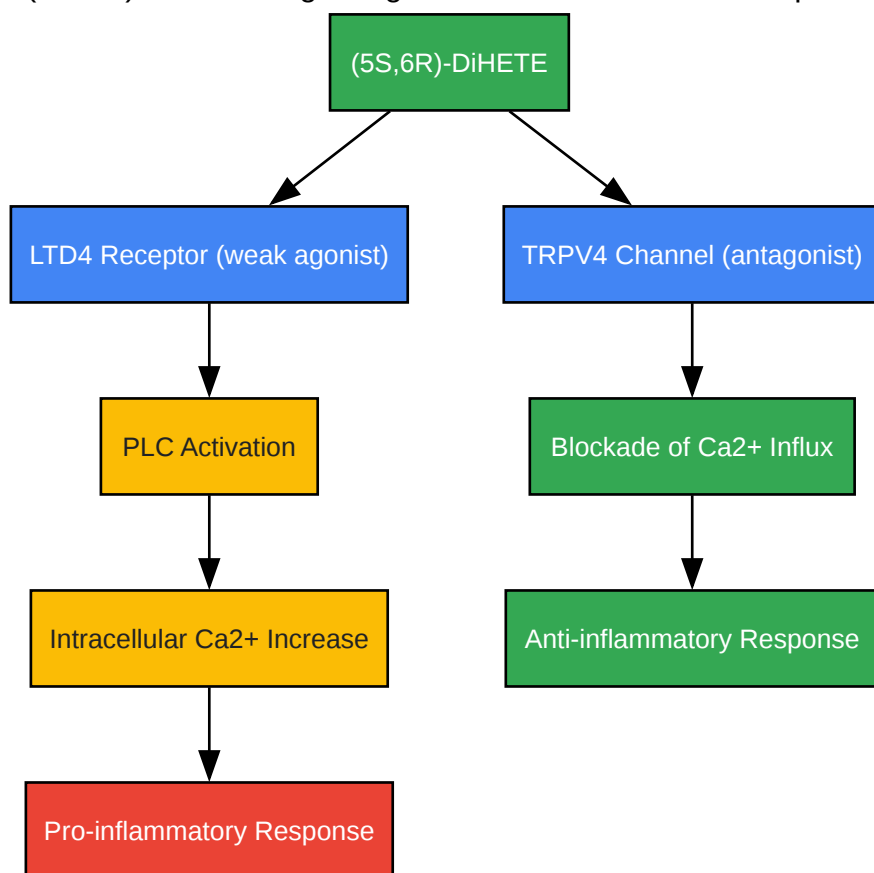 (5S,6R)-DiHETE
LTD4 Receptor (weak agonist)
TRPV4 Channel (antagonist)
PLC Activation
Blockade of Ca2+ Influx
Intracellular Ca2+ Increase
Anti-inflammatory Response
Pro-inflammatory Response